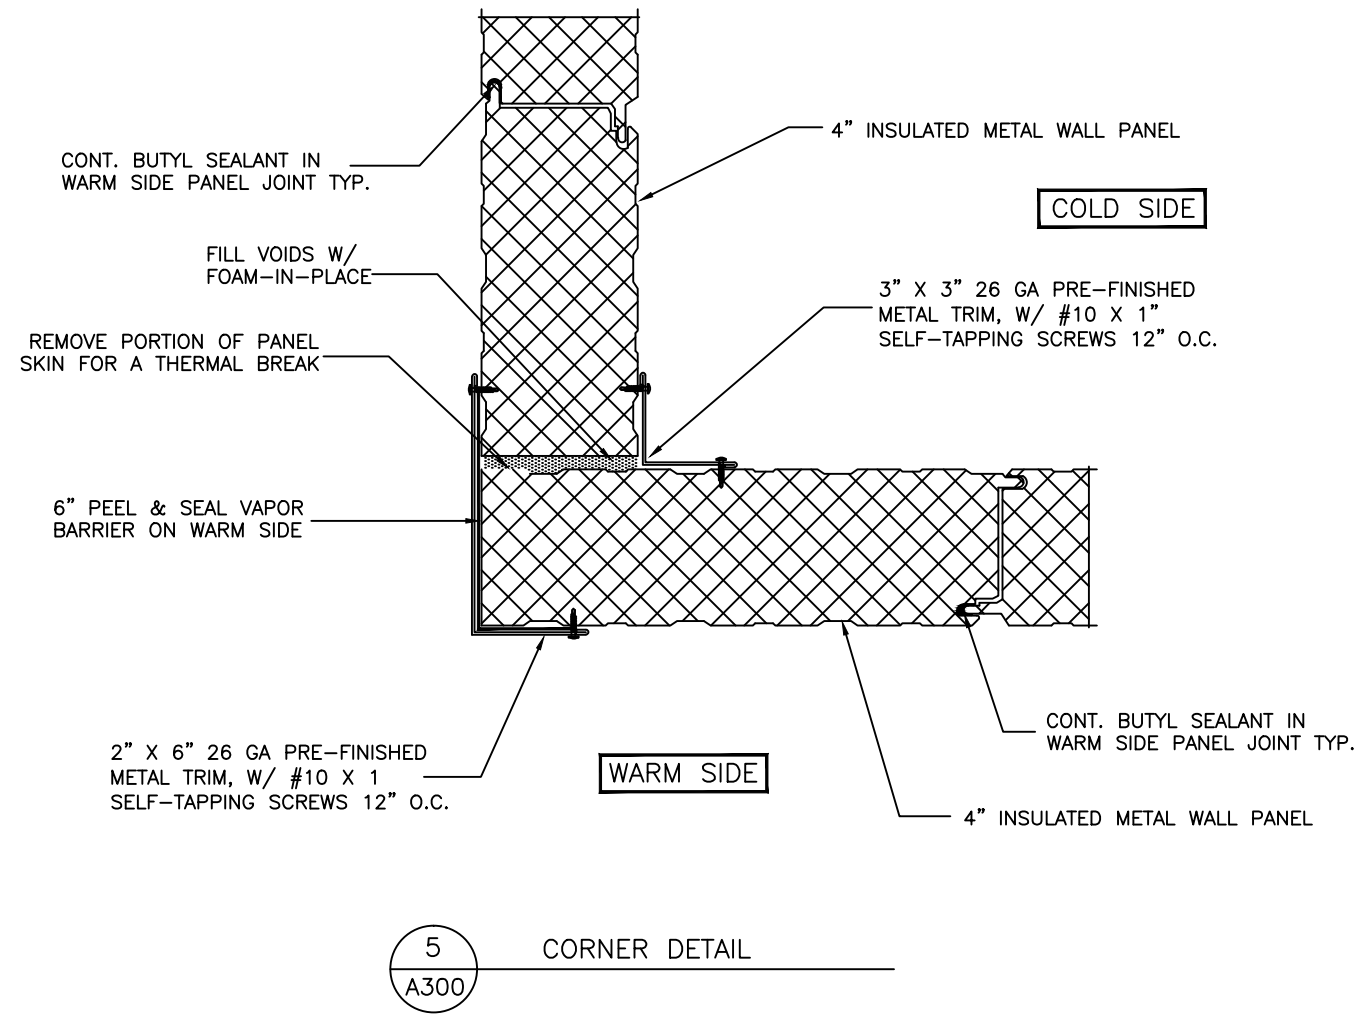 4” INSULATED METAL WALL PANEL
CONT. BUTYL SEALANT IN
WARM SIDE PANEL JOINT TYP.
COLD SIDE
FILL VOIDS W/
FOAM-IN-PLACE
3” X 3” 26 GA PRE-FINISHED
METAL TRIM, W/ #10 X 1”
SELF-TAPPING SCREWS 12” O.C.
REMOVE PORTION OF PANEL
SKIN FOR A THERMAL BREAK
6” PEEL & SEAL VAPOR
BARRIER ON WARM SIDE
CONT. BUTYL SEALANT IN
WARM SIDE PANEL JOINT TYP.
2” X 6” 26 GA PRE-FINISHED
METAL TRIM, W/ #10 X 1
SELF-TAPPING SCREWS 12” O.C.
WARM SIDE
4” INSULATED METAL WALL PANEL
5
CORNER DETAIL
A300